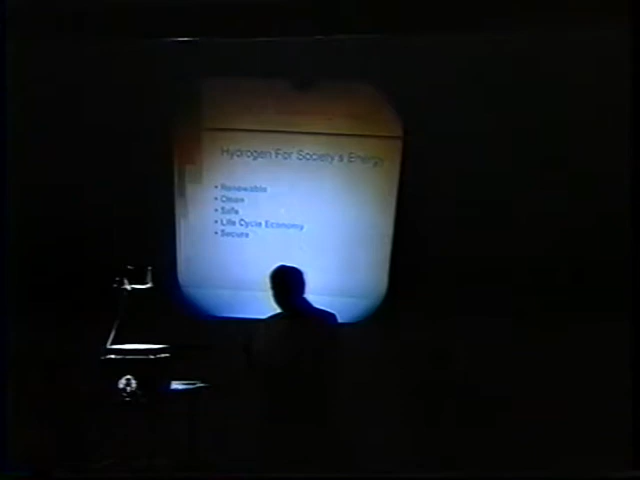 Hydrogen For Society's Energy
• Renewable
• Clean
• Safe
• Life Cycle Economy
• Secure